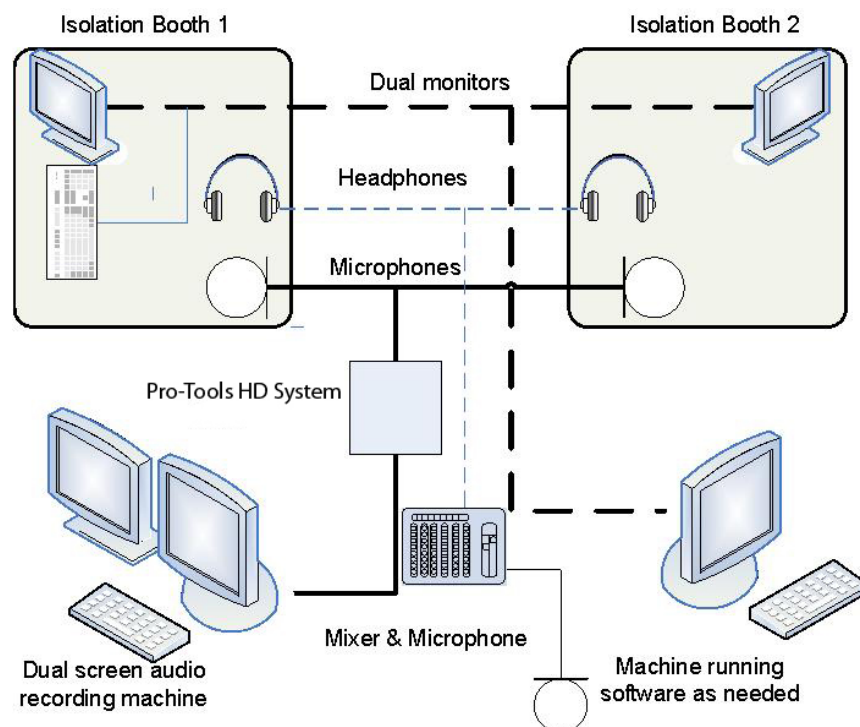 Isolation Booth 1
Isolation Booth 2
Dual monitors
Headphones
Microphones
Pro-Tools HD System
Mixer & Microphone
Dual screen audio
recording machine
Machine running
software as needed